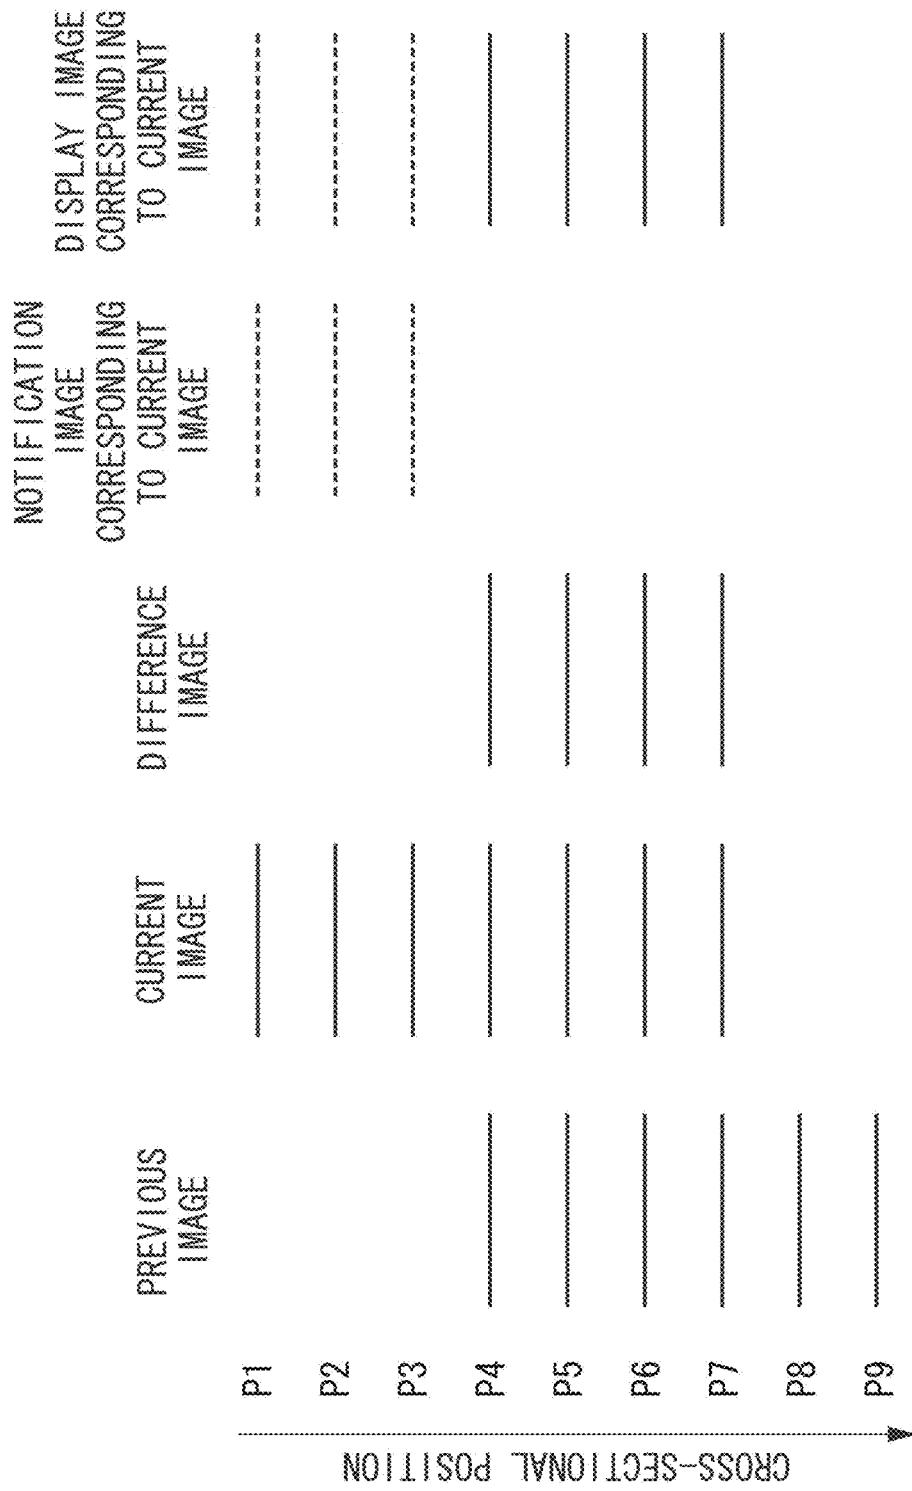 PREVIOUS
IMAGE
CURRENT
IMAGE
DIFFERENCE
IMAGE
NOTIFICATION
IMAGE
CORRESPONDING
TO CURRENT
IMAGE
DISPLAY IMAGE
CORRESPONDING
TO CURRENT
IMAGE
P1
P2
P3
P4
P5
P6
P7
P8
P9
CROSS-SECTIONAL POSITION